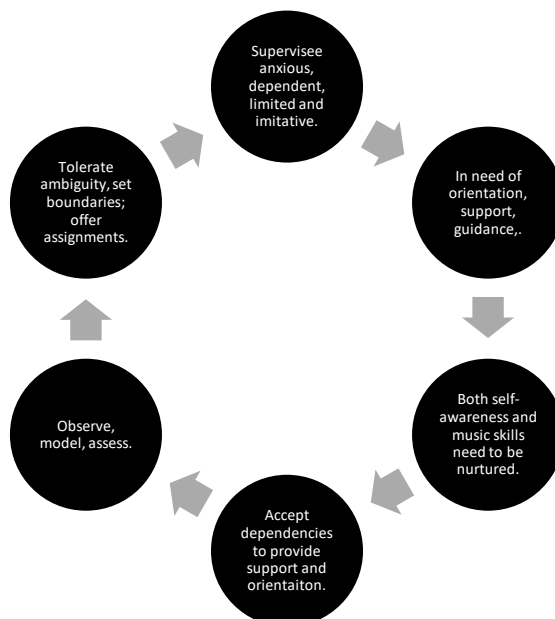 Supervisee
anxious,
dependent,
limited and
imitative.
In need of
orientation,
support,
guidance,.
Both self-
awareness and
music skills
need to be
nurtured.
Accept
dependencies
to provide
support and
orientaiton.
Observe,
model, assess.
Tolerate
ambiguity, set
boundaries;
offer
assignments.